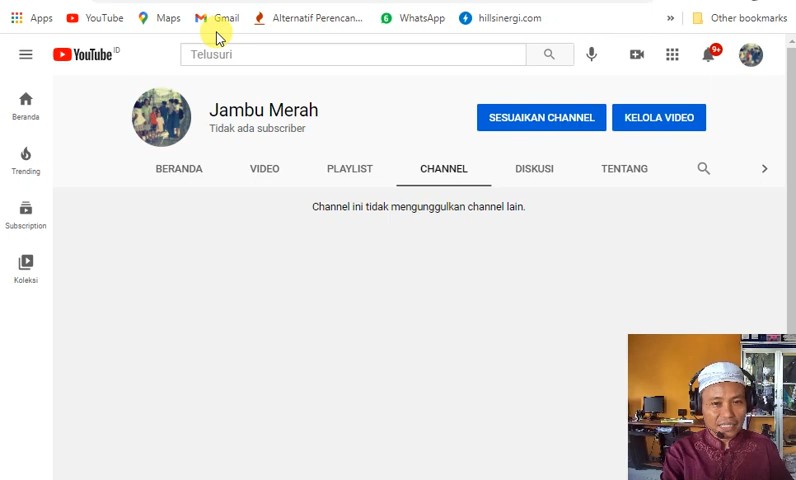 Apps YouTube Maps Gmail Alternatif Perencan... 6 WhatsApp hillsinergi.com » Other bookmarks
YouTube ID Telusuri 9+
Jambu Merah
Tidak ada subscriber
SESUAIKAN CHANNEL KELOLA VIDEO
BERANDA VIDEO PLAYLIST CHANNEL DISKUSI TENTANG
Channel ini tidak mengunggulkan channel lain.
Beranda
Trending
Subscription
Koleksi